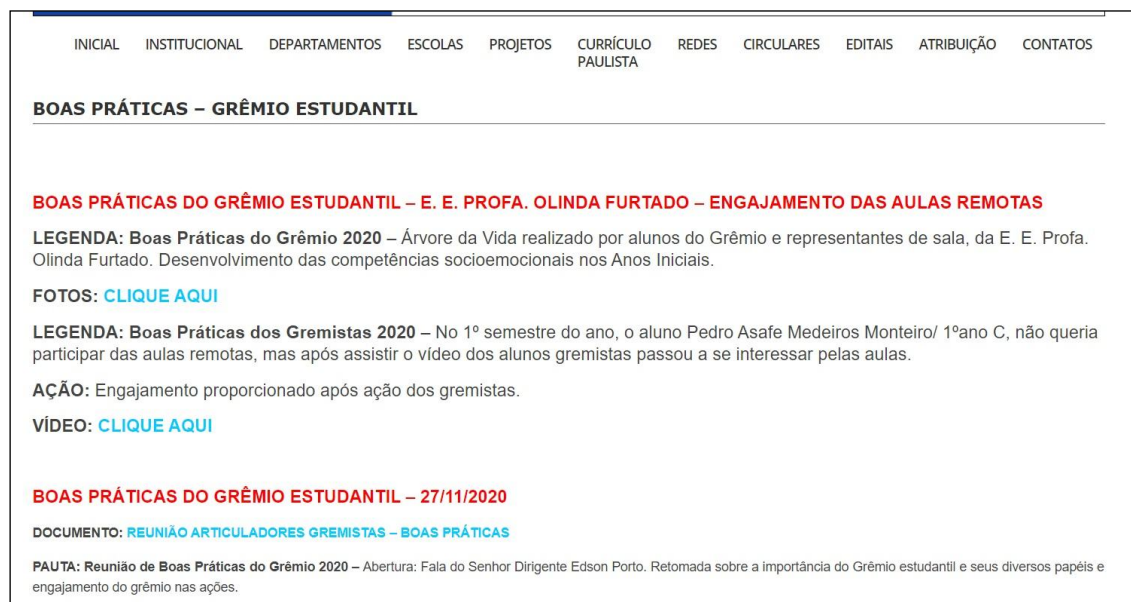 INICIAL INSTITUCIONAL DEPARTAMENTOS ESCOLAS PROJETOS CURRÍCULO PAULISTA REDES CIRCULARES EDITAIS ATRIBUIÇÃO CONTATOS
BOAS PRÁTICAS – GRÊMIO ESTUDANTIL
BOAS PRÁTICAS DO GRÊMIO ESTUDANTIL – E. E. PROFA. OLINDA FURTADO – ENGAJAMENTO DAS AULAS REMOTAS
LEGENDA: Boas Práticas do Grêmio 2020 – Árvore da Vida realizado por alunos do Grêmio e representantes de sala, da E. E. Profa.
Olinda Furtado. Desenvolvimento das competências socioemocionais nos Anos Iniciais.
FOTOS: CLIQUE AQUI
LEGENDA: Boas Práticas dos Gremistas 2020 – No 1º semestre do ano, o aluno Pedro Asafe Medeiros Monteiro/ 1ºano C, não queria
participar das aulas remotas, mas após assistir o vídeo dos alunos gremistas passou a se interessar pelas aulas.
AÇÃO: Engajamento proporcionado após ação dos gremistas.
VÍDEO: CLIQUE AQUI
BOAS PRÁTICAS DO GRÊMIO ESTUDANTIL – 27/11/2020
DOCUMENTO: REUNIÃO ARTICULADORES GREMISTAS – BOAS PRÁTICAS
PAUTA: Reunião de Boas Práticas do Grêmio 2020 – Abertura: Fala do Senhor Dirigente Edson Porto. Retomada sobre a importância do Grêmio estudantil e seus diversos papéis e
engajamento do grêmio nas ações.